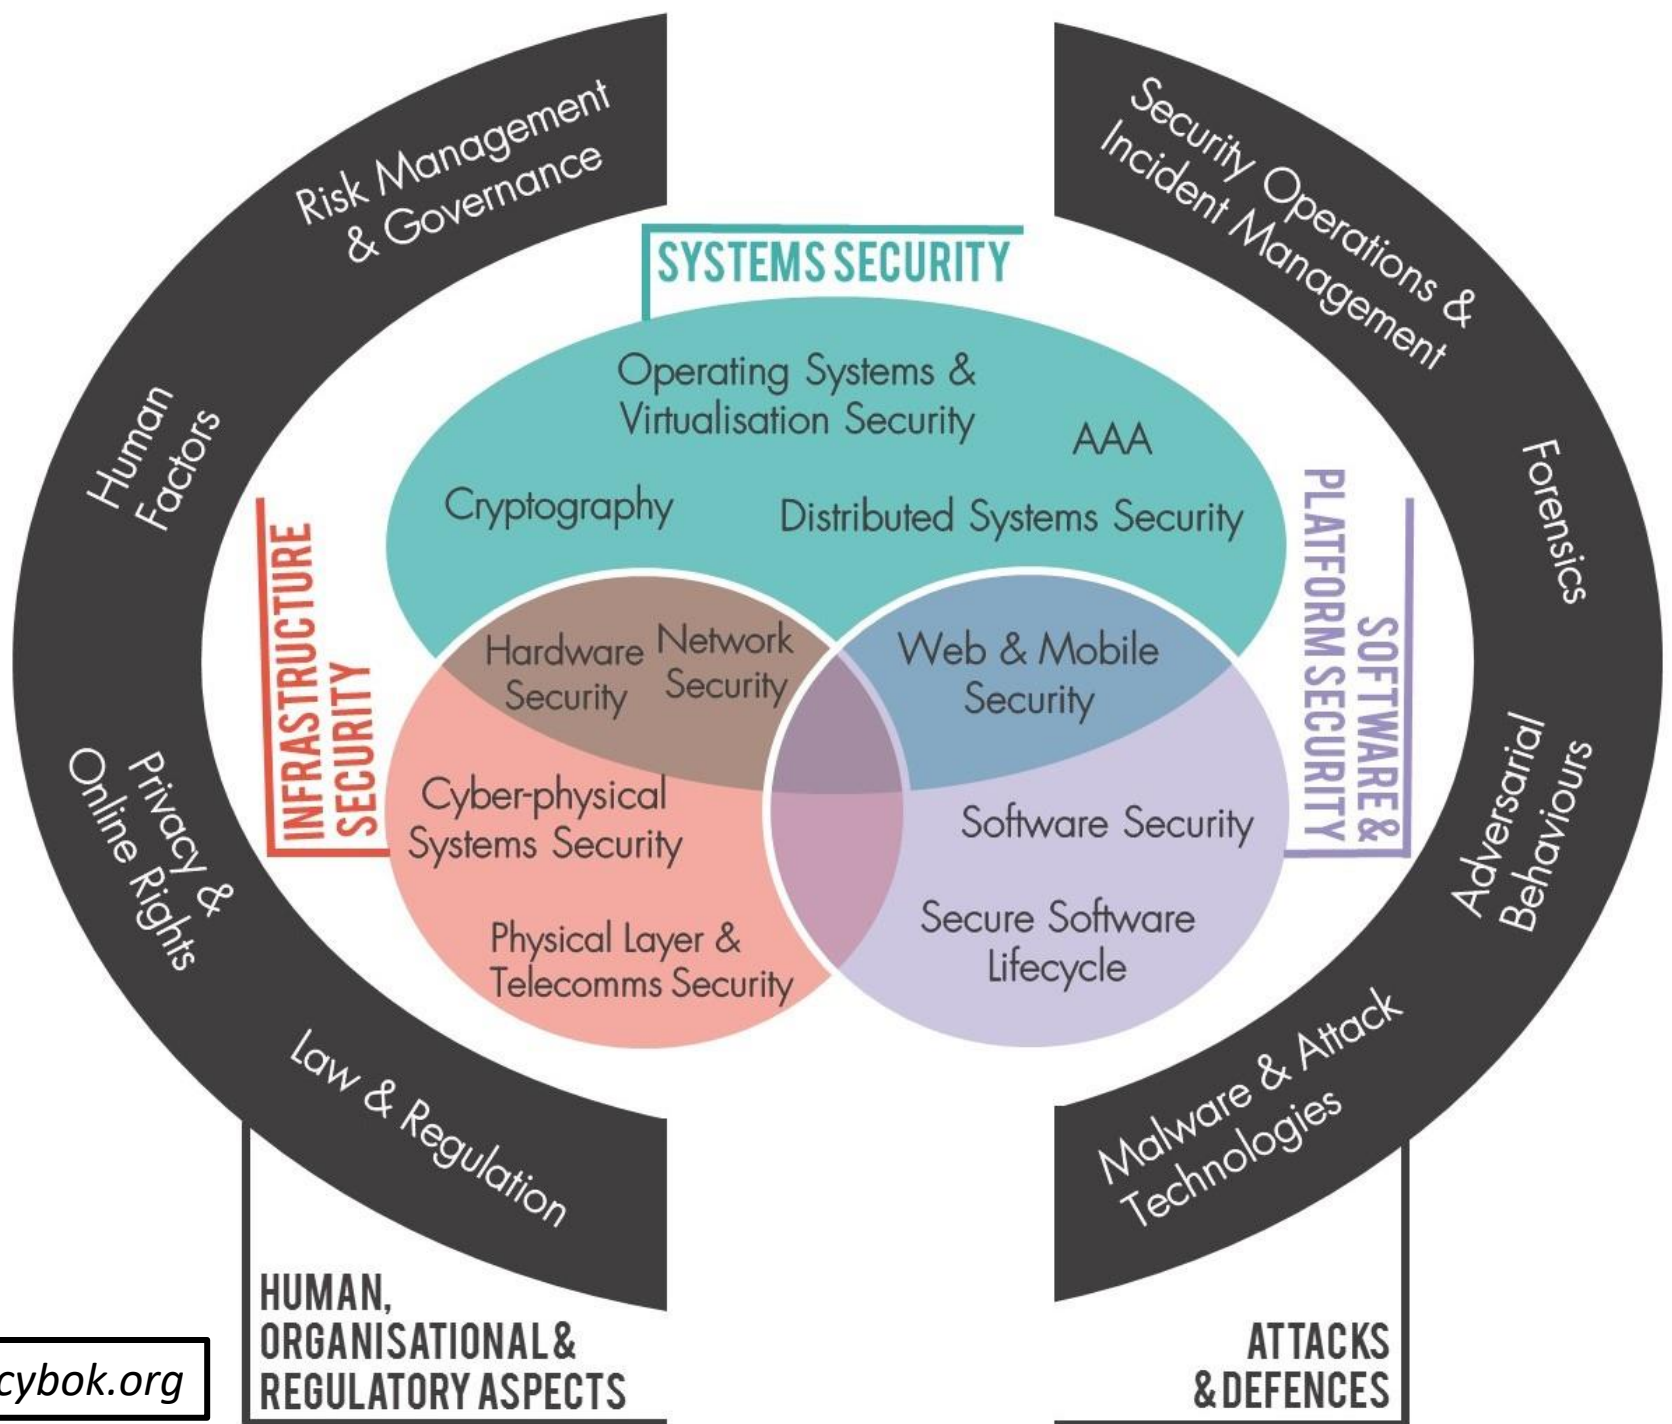 Risk Management
& Governance
Human
Factors
Privacy &
Online Rights
Law & Regulation
HUMAN,
ORGANISATIONAL &
REGULATORY ASPECTS
SYSTEMS SECURITY
Operating Systems &
Virtualisation Security
AAA
Cryptography
Distributed Systems Security
INFRASTRUCTURE
SECURITY
Hardware
Security
Network
Security
Cyber-physical
Systems Security
Physical Layer &
Telecomms Security
Web & Mobile
Security
SOFTWARE &
PLATFORM SECURITY
Software Security
Secure Software
Lifecycle
Security Operations &
Incident Management
Forensics
Adversarial
Behaviours
Malware & Attack
Technologies
ATTACKS
& DEFENCES
cybok.org